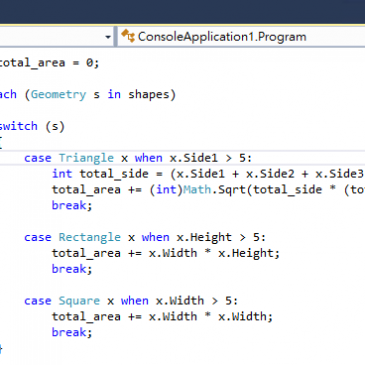 ConsoleApplication1.Program
total_area = 0;
(Geometry s in shapes)
switch (s)
{
case Triangle x when x.Side1 > 5:
int total_side = (x.Side1 + x.Side2 + x.Side3
total_area += (int)Math.Sqrt(total_side * (
break;
case Rectangle x when x.Height > 5:
total_area += x.Width * x.Height;
break;
case Square x when x.Width > 5:
total_area += x.Width * x.Width;
break;
}